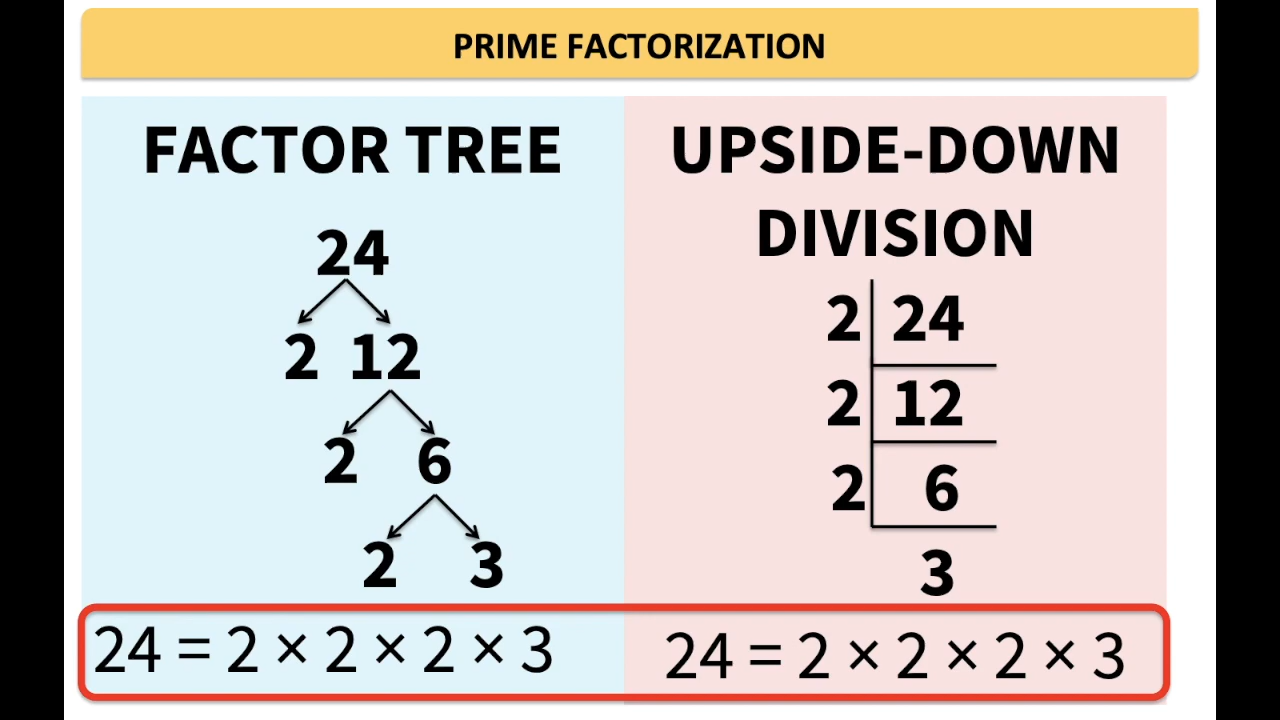 PRIME FACTORIZATION
FACTOR TREE
24
2 12
2 6
2 3
24 = 2 × 2 × 2 × 3
UPSIDE-DOWN
DIVISION
2 24
2 12
2 6
3
24 = 2 × 2 × 2 × 3